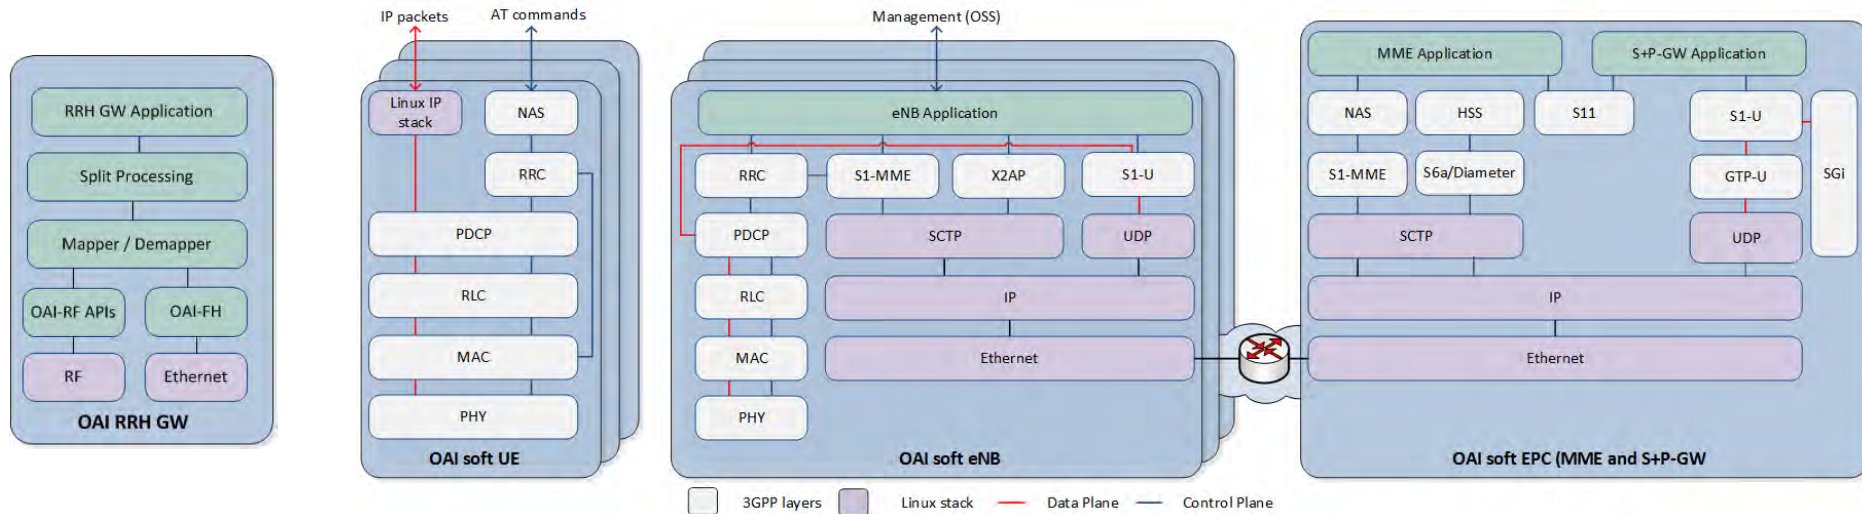 IP packets
AT commands
Management (OSS)
RRH GW Application
Split Processing
Mapper / Demapper
OAI-RF APIs
OAI-FH
RF
Ethernet
OAI RRH GW
Linux IP
stack
NAS
RRC
PDCP
RLC
MAC
PHY
OAI soft UE
eNB Application
RRC
S1-MME
X2AP
S1-U
PDCP
SCTP
UDP
RLC
IP
MAC
Ethernet
PHY
OAI soft eNB
MME Application
S+P-GW Application
NAS
HSS
S11
S1-U
S1-MME
S6a/Diameter
GTP-U
SGi
SCTP
UDP
IP
Ethernet
OAI soft EPC (MME and S+P-GW
3GPP layers
Linux stack
Data Plane
Control Plane